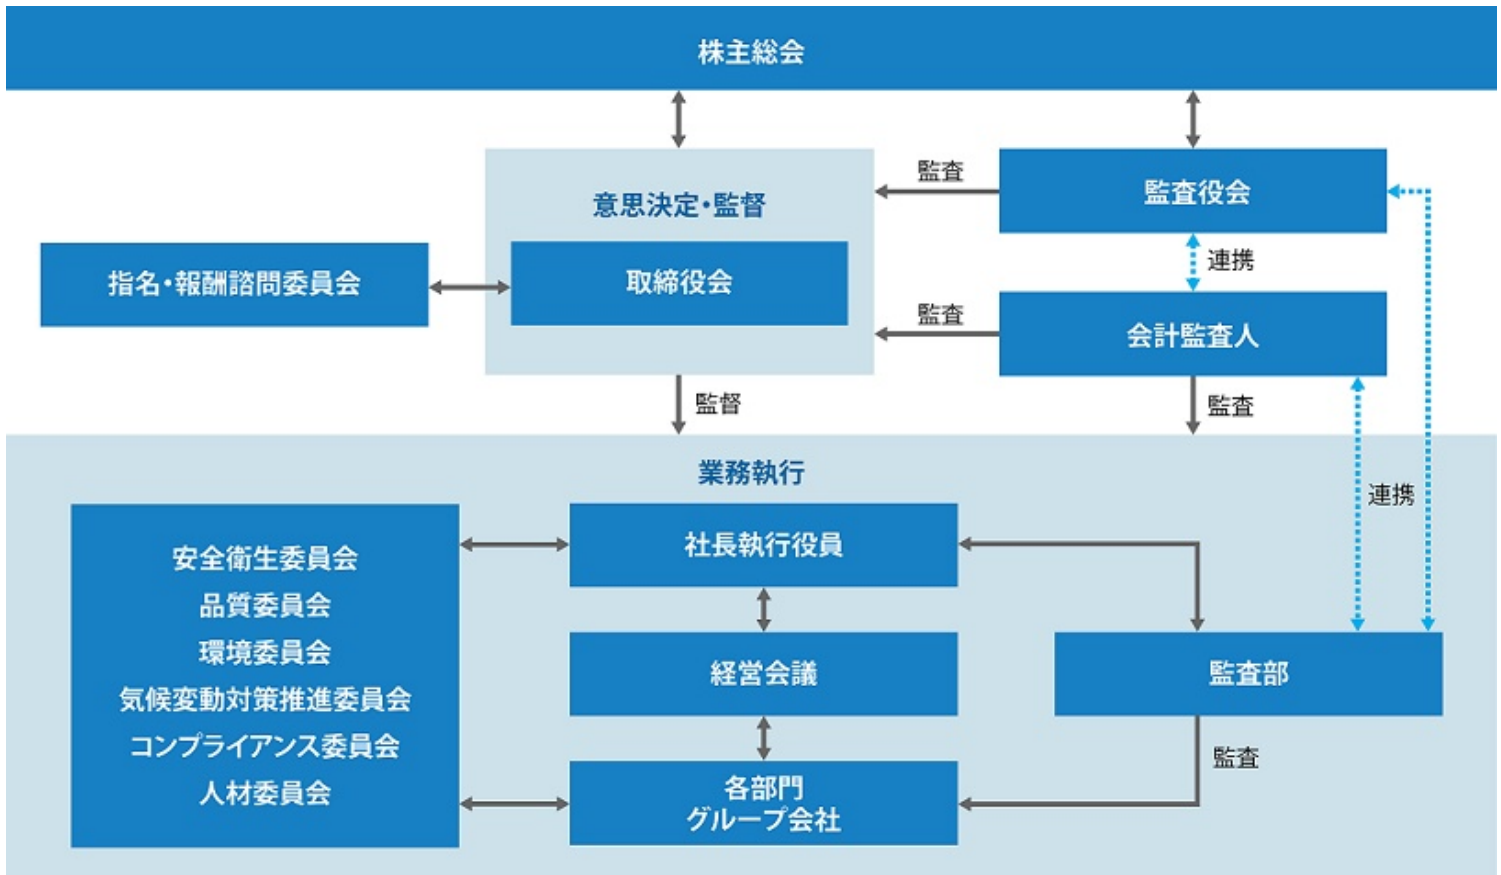 株主総会
監査
監査役会
意思決定・監督
指名・報酬諮問委員会
取締役会
連携
監査
会計監査人
監督
監査
業務執行
連携
安全衛生委員会
品質委員会
環境委員会
気候変動対策推進委員会
コンプライアンス委員会
人材委員会
社長執行役員
経営会議
監査部
監査
各部門
グループ会社